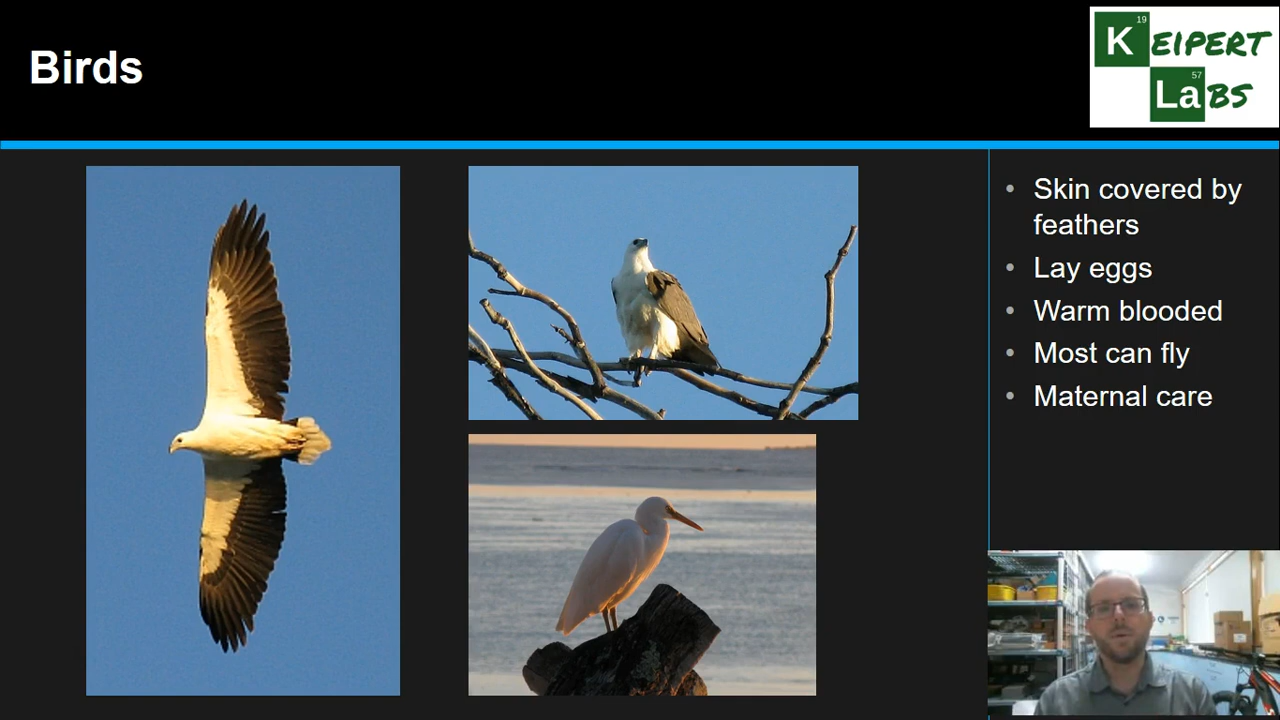 Birds
19
KEIPERT
57
LaBS
Skin covered by
feathers
Lay eggs
Warm blooded
Most can fly
Maternal care